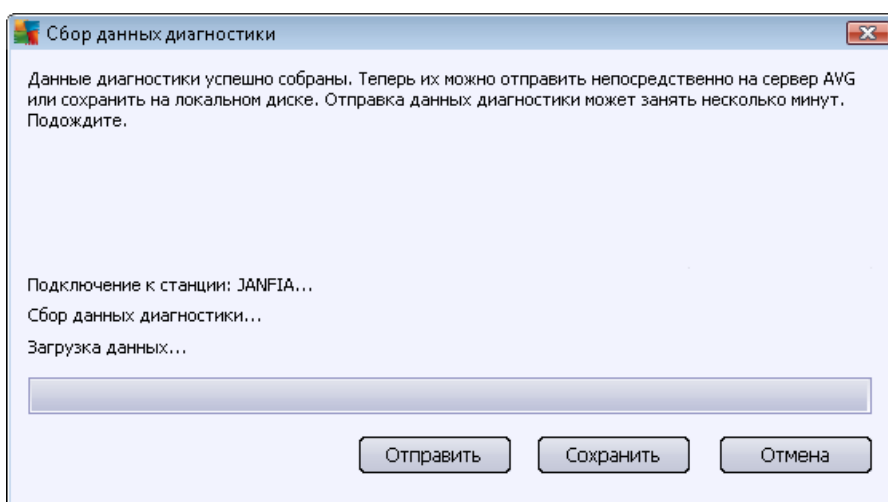 Сбор данных диагностики
Данные диагностики успешно собраны. Теперь их можно отправить непосредственно на сервер AVG
или сохранить на локальном диске. Отправка данных диагностики может занять несколько минут.
Подождите.
Подключение к станции: JANFIA...
Сбор данных диагностики...
Загрузка данных...
Отправить Сохранить Отмена